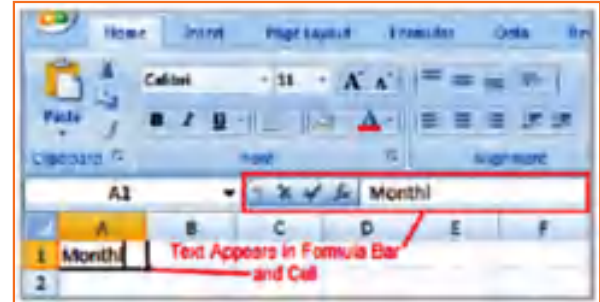 Home Insert Page Layout Formulas Data
Calibri 11 A A
Paste B I U A
Clipboard Font Alignment
A1 fx Monthl
A B C D E F
1 Monthl Text Appears in Formula Bar
and Cell
2